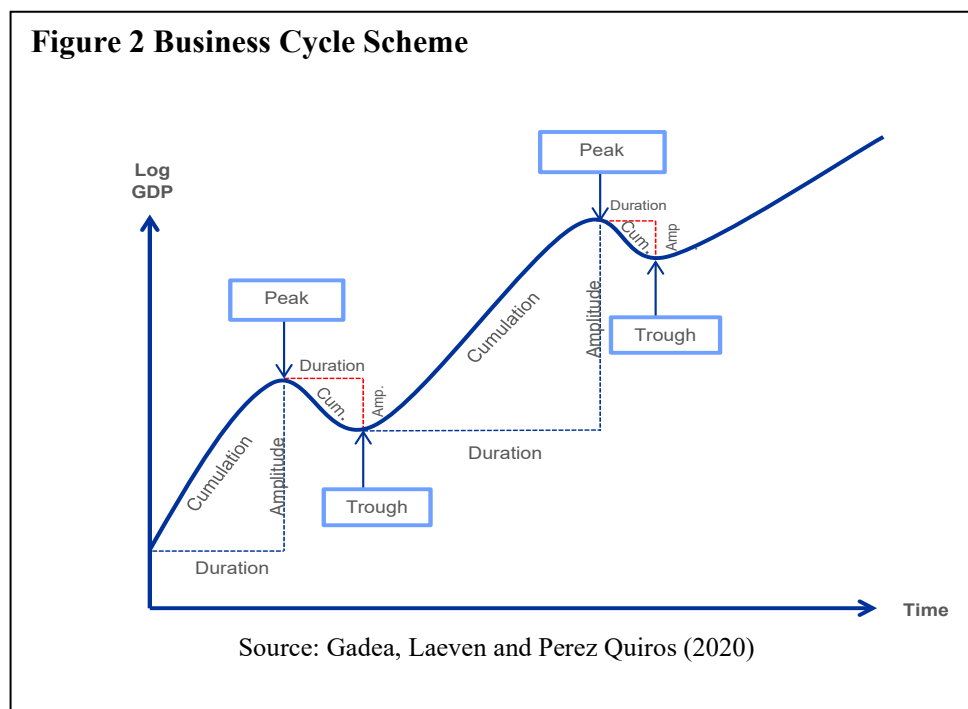 Figure 2 Business Cycle Scheme
Log
GDP
Peak
Duration
Cum.
Amp
Cumulation
Amplitude
Trough
Peak
Duration
Cum.
Amp.
Cumulation
Amplitude
Duration
Trough
Duration
Time
Source: Gadea, Laeven and Perez Quiros (2020)